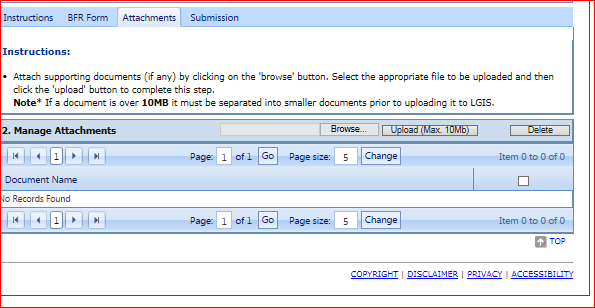 Instructions BFR Form Attachments Submission
Instructions:
• Attach supporting documents (if any) by clicking on the 'browse' button. Select the appropriate file to be uploaded and then
click the 'upload' button to complete this step.
Note* If a document is over 10MB it must be separated into smaller documents prior to uploading it to LGIS.
2. Manage Attachments Browse... Upload (Max. 10Mb) Delete
1 Page: 1 of 1 Go Page size: 5 Change Item 0 to 0 of 0
Document Name
No Records Found
1 Page: 1 of 1 Go Page size: 5 Change Item 0 to 0 of 0
TOP
COPYRIGHT | DISCLAIMER | PRIVACY | ACCESSIBILITY